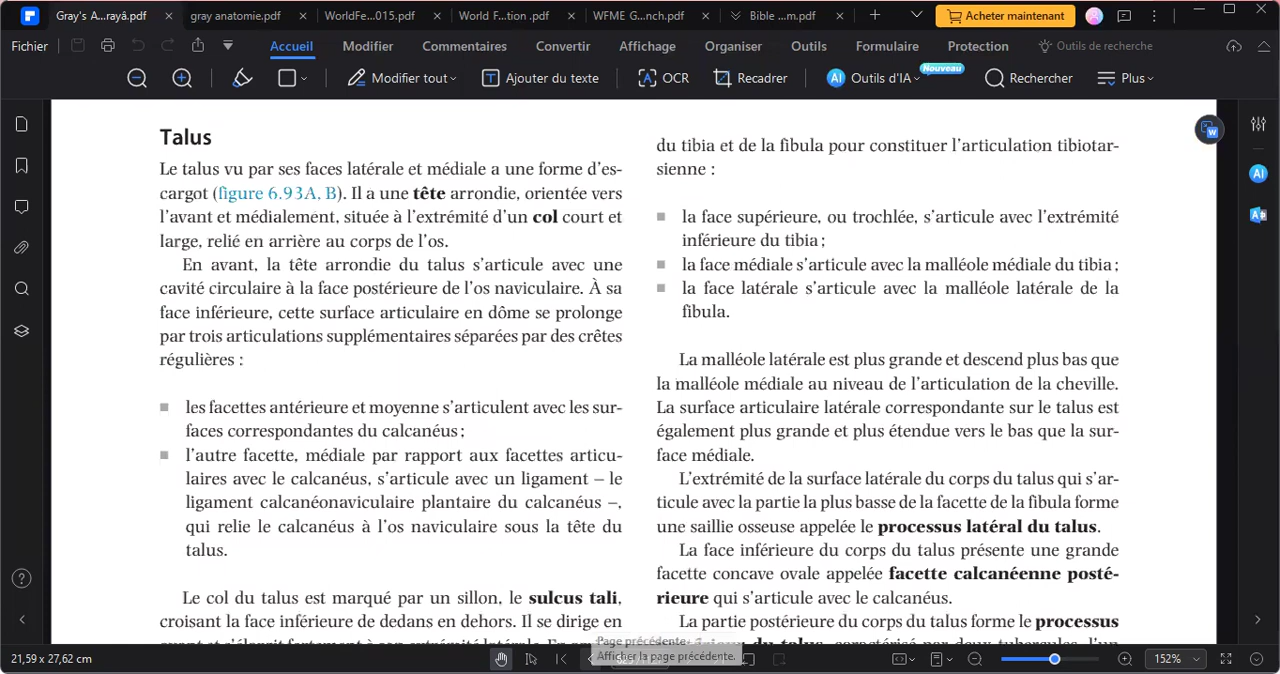 Gray's A...rayâ.pdf
gray anatomie.pdf
WorldFe...015.pdf
World F...tion .pdf
WFME G...nch.pdf
Bible ...m.pdf
Acheter maintenant
Fichier
Accueil
Modifier
Commentaires
Convertir
Affichage
Organiser
Outils
Formulaire
Protection
Outils de recherche
Modifier tout
Ajouter du texte
OCR
Recadrer
AI Outils d'IA
Nouveau
Rechercher
Plus
Talus
Le talus vu par ses faces latérale et médiale a une forme d'es-
cargot (figure 6.93A, B). Il a une tête arrondie, orientée vers
l'avant et médialement, située à l'extrémité d'un col court et
large, relié en arrière au corps de l'os.
En avant, la tête arrondie du talus s'articule avec une
cavité circulaire à la face postérieure de l'os naviculaire. À sa
face inférieure, cette surface articulaire en dôme se prolonge
par trois articulations supplémentaires séparées par des crêtes
régulières :
les facettes antérieure et moyenne s'articulent avec les sur-
faces correspondantes du calcanéus ;
l'autre facette, médiale par rapport aux facettes articu-
laires avec le calcanéus, s'articule avec un ligament – le
ligament calcanéonaviculaire plantaire du calcanéus –,
qui relie le calcanéus à l'os naviculaire sous la tête du
talus.
Le col du talus est marqué par un sillon, le sulcus tali,
croisant la face inférieure de dedans en dehors. Il se dirige en
du tibia et de la fibula pour constituer l'articulation tibiotar-
sienne :
la face supérieure, ou trochlée, s'articule avec l'extrémité
inférieure du tibia ;
la face médiale s'articule avec la malléole médiale du tibia ;
la face latérale s'articule avec la malléole latérale de la
fibula.
La malléole latérale est plus grande et descend plus bas que
la malléole médiale au niveau de l'articulation de la cheville.
La surface articulaire latérale correspondante sur le talus est
également plus grande et plus étendue vers le bas que la sur-
face médiale.
L'extrémité de la surface latérale du corps du talus qui s'ar-
ticule avec la partie la plus basse de la facette de la fibula forme
une saillie osseuse appelée le processus latéral du talus.
La face inférieure du corps du talus présente une grande
facette concave ovale appelée facette calcanéenne posté-
rieure qui s'articule avec le calcanéus.
La partie postérieure du corps du talus forme le processus
du talus, caractérisé par deux tubercules, l'un
Page précédente
Afficher la page précédente.
21,59 x 27,62 cm
152%